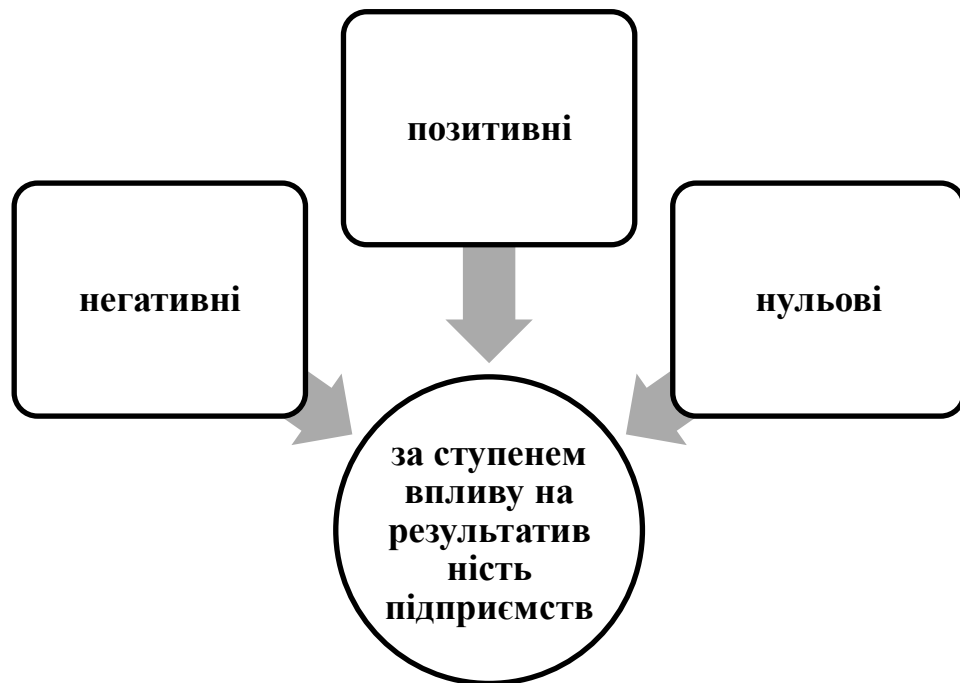 позитивні
негативні
нульові
за ступенем
впливу на
результатив
ність
підприємств